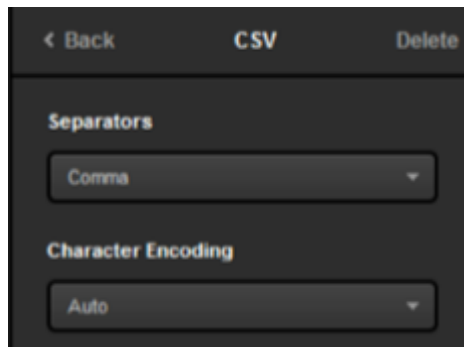 < Back CSV Delete
Separators
Comma
Character Encoding
Auto